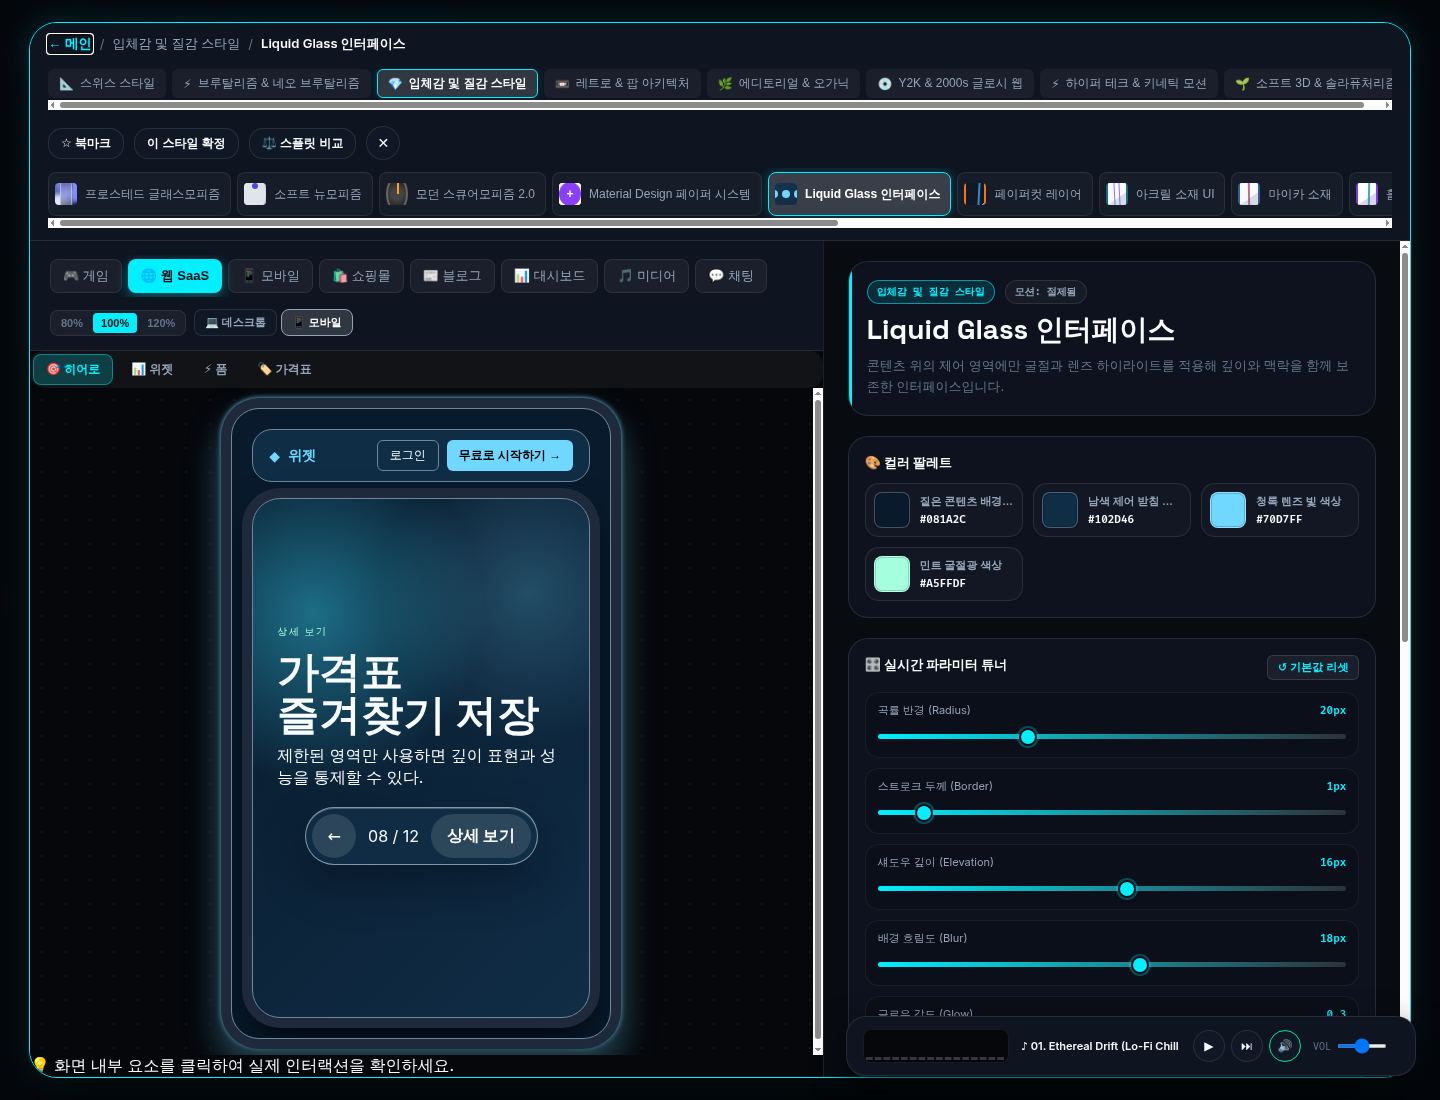 ← 메인 / 입체감 및 질감 스타일 / Liquid Glass 인터페이스
스위스 스타일 브루탈리즘 & 네오 브루탈리즘 입체감 및 질감 스타일 레트로 & 팝 아키텍처 에디토리얼 & 오가닉 Y2K & 2000s 글로시 웹 하이퍼 테크 & 키네틱 모션 소프트 3D & 솔라퓨처리즘
☆ 북마크 이 스타일 확정 ⚖️ 스플릿 비교 ✕
프로스테드 글래스모피즘 소프트 뉴모피즘 모던 스큐어모피즘 2.0 Material Design 페이퍼 시스템 Liquid Glass 인터페이스 페이퍼컷 레이어 아크릴 소재 UI 마이카 소재
게임 웹 SaaS 모바일 쇼핑몰 블로그 대시보드 미디어 채팅
80% 100% 120% 데스크톱 모바일
히어로 위젯 폼 가격표
◆ 위젯 로그인 무료로 시작하기 →
상세 보기
가격표
즐겨찾기 저장
제한된 영역만 사용하면 깊이 표현과 성
능을 통제할 수 있다.
← 08 / 12 상세 보기
💡 화면 내부 요소를 클릭하여 실제 인터랙션을 확인하세요.
입체감 및 질감 스타일 모션: 절제됨
Liquid Glass 인터페이스
콘텐츠 위의 제어 영역에만 굴절과 렌즈 하이라이트를 적용해 깊이와 맥락을 함께 보
존한 인터페이스입니다.
🎨 컬러 팔레트
짙은 콘텐츠 배경...
#081A2C
남색 제어 받침 ...
#102D46
청록 렌즈 빛 색상
#70D7FF
민트 굴절광 색상
#A5FFDF
🎛️ 실시간 파라미터 튜너 ↺ 기본값 리셋
곡률 반경 (Radius) 20px
스트로크 두께 (Border) 1px
섀도우 깊이 (Elevation) 16px
배경 흐림도 (Blur) 18px
글로우 강도 (Glow) 0.3
♪ 01. Ethereal Drift (Lo-Fi Chill VOL